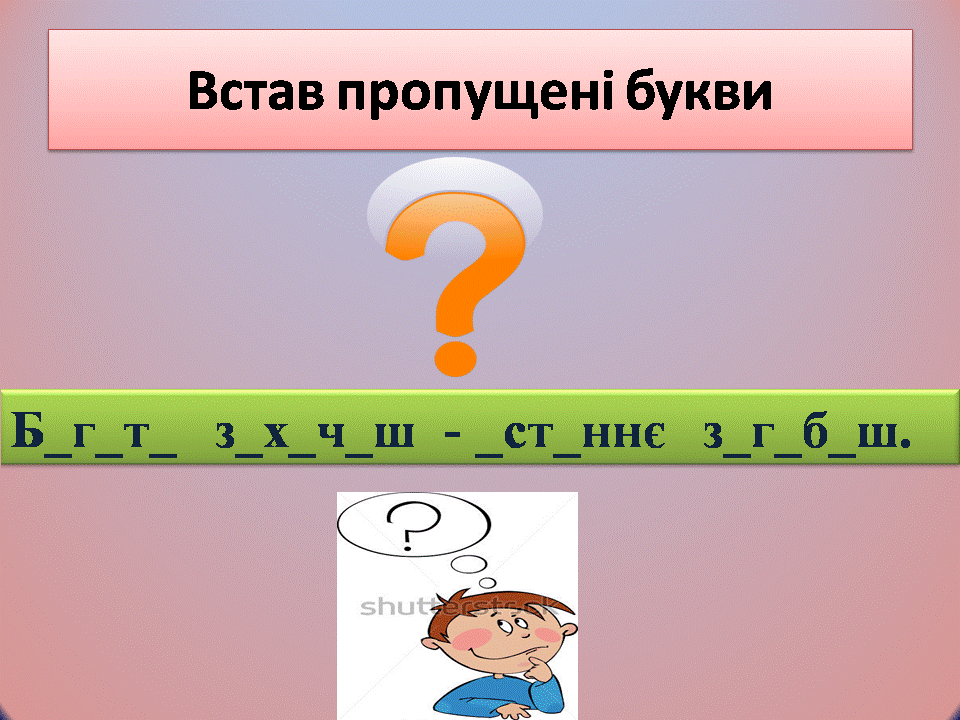 Встав пропущені букви
?
Б_г_т_ з_х_ч_ш - _ст_ннє з_г_б_ш.
?
shutterstock